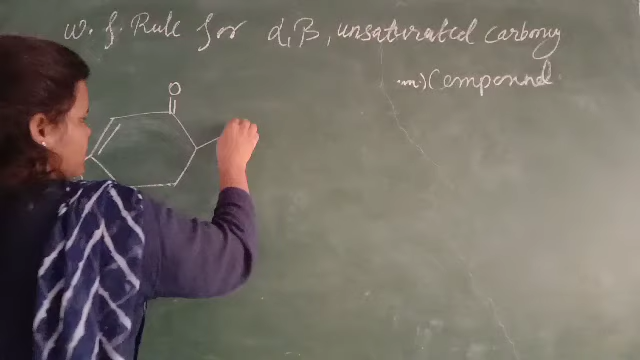 W.f. Rule for α, β, unsaturated carbony
Compound.
O